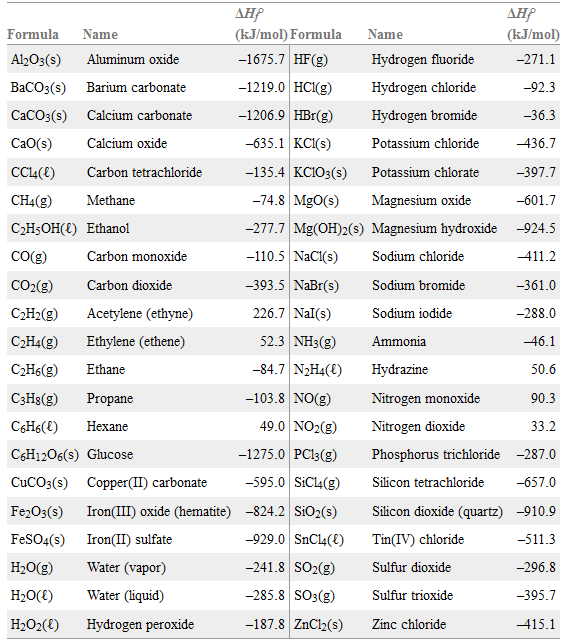 ΔHf° ΔHf°
Formula Name (kJ/mol) Formula Name (kJ/mol)
Al2O3(s) Aluminum oxide –1675.7 HF(g) Hydrogen fluoride –271.1
BaCO3(s) Barium carbonate –1219.0 HCl(g) Hydrogen chloride –92.3
CaCO3(s) Calcium carbonate –1206.9 HBr(g) Hydrogen bromide –36.3
CaO(s) Calcium oxide –635.1 KCl(s) Potassium chloride –436.7
CCl4(ℓ) Carbon tetrachloride –135.4 KClO3(s) Potassium chlorate –397.7
CH4(g) Methane –74.8 MgO(s) Magnesium oxide –601.7
C2H5OH(ℓ) Ethanol –277.7 Mg(OH)2(s) Magnesium hydroxide –924.5
CO(g) Carbon monoxide –110.5 NaCl(s) Sodium chloride –411.2
CO2(g) Carbon dioxide –393.5 NaBr(s) Sodium bromide –361.0
C2H2(g) Acetylene (ethyne) 226.7 NaI(s) Sodium iodide –288.0
C2H4(g) Ethylene (ethene) 52.3 NH3(g) Ammonia –46.1
C2H6(g) Ethane –84.7 N2H4(ℓ) Hydrazine 50.6
C3H8(g) Propane –103.8 NO(g) Nitrogen monoxide 90.3
C6H6(ℓ) Hexane 49.0 NO2(g) Nitrogen dioxide 33.2
C6H12O6(s) Glucose –1275.0 PCl3(g) Phosphorus trichloride –287.0
CuCO3(s) Copper(II) carbonate –595.0 SiCl4(g) Silicon tetrachloride –657.0
Fe2O3(s) Iron(III) oxide (hematite) –824.2 SiO2(s) Silicon dioxide (quartz) –910.9
FeSO4(s) Iron(II) sulfate –929.0 SnCl4(ℓ) Tin(IV) chloride –511.3
H2O(g) Water (vapor) –241.8 SO2(g) Sulfur dioxide –296.8
H2O(ℓ) Water (liquid) –285.8 SO3(g) Sulfur trioxide –395.7
H2O2(ℓ) Hydrogen peroxide –187.8 ZnCl2(s) Zinc chloride –415.1